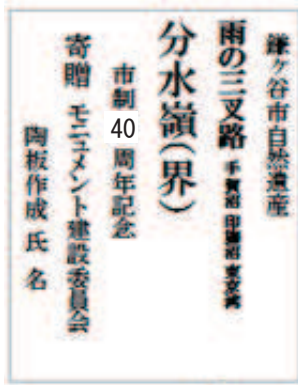 鎌ヶ谷市自然遺産
雨の三叉路 手賀沼 印旛沼 東京湾
分水嶺(界)
市制40周年記念
寄贈 モニュメント建設委員会
陶板作成氏名